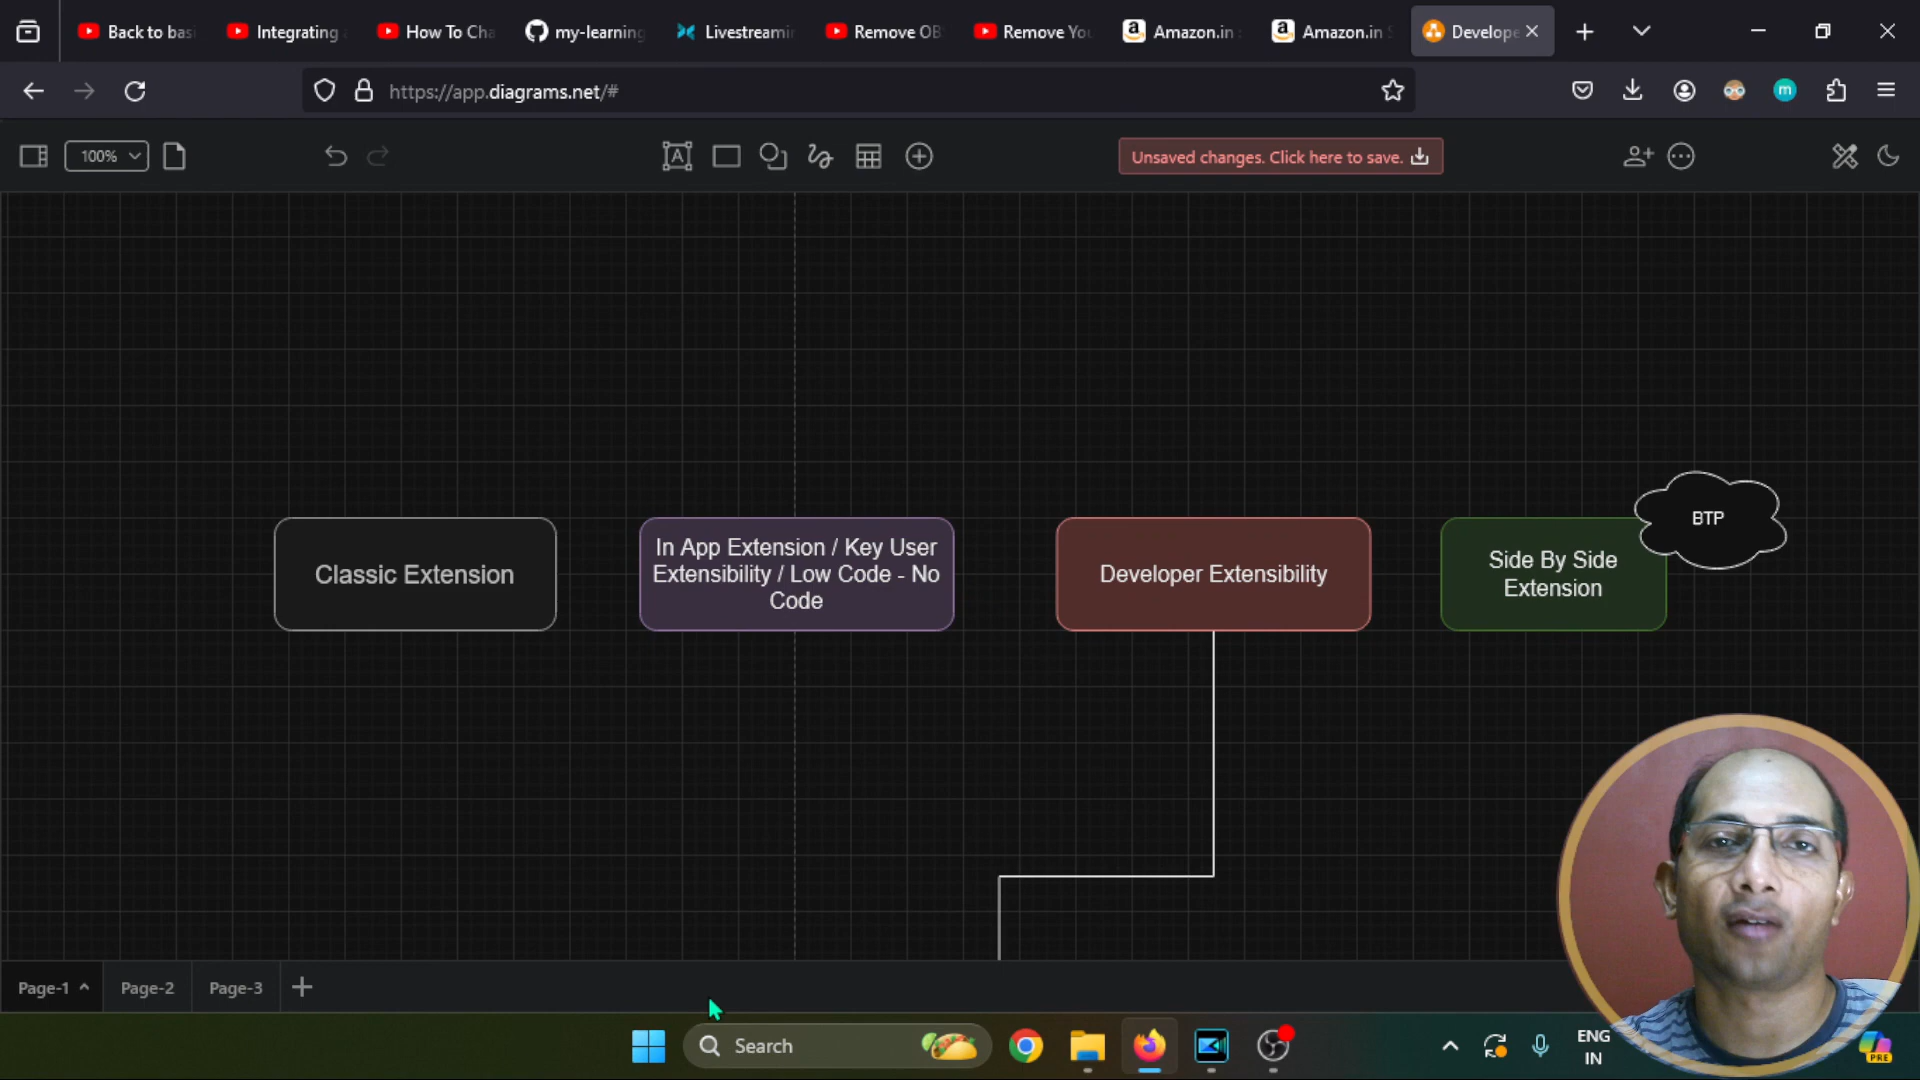 Back to bas
Integrating
How To Cha
my-learning
Livestreami
Remove OB
Remove You
Amazon.in
Amazon.in
Develope
https://app.diagrams.net/#
m
100%
A
Unsaved changes. Click here to save.
BTP
Classic Extension
In App Extension / Key User
Extensibility / Low Code - No
Code
Developer Extensibility
Side By Side
Extension
Page-1
Page-2
Page-3
Search
ENG
IN
PRE